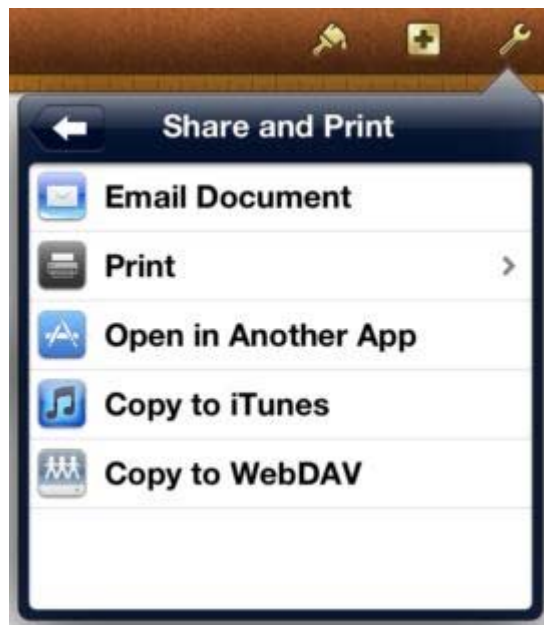 Share and Print
Email Document
Print
Open in Another App
Copy to iTunes
Copy to WebDAV